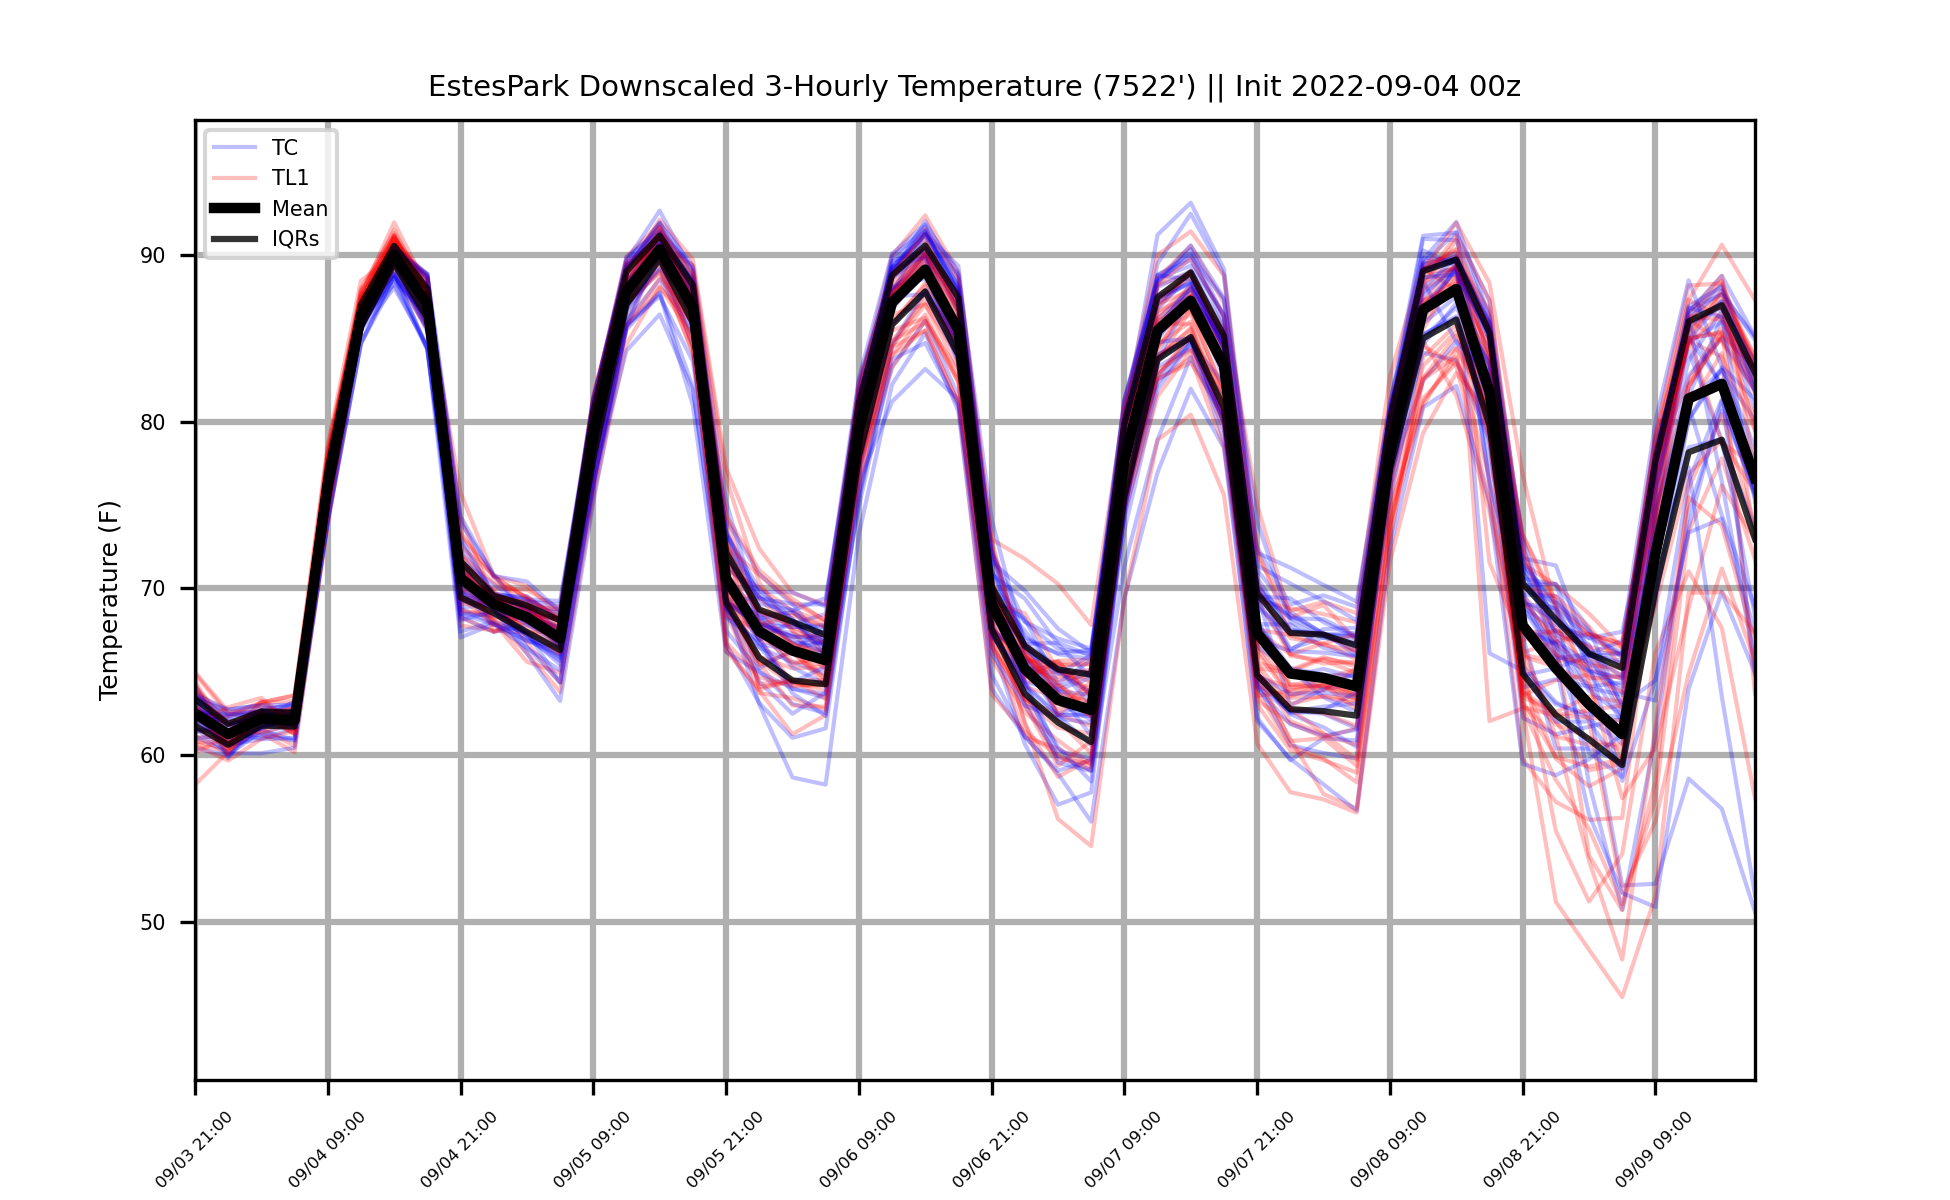 EstesPark Downscaled 3-Hourly Temperature (7522') || Init 2022-09-04 00z
TC
TL1
Mean
IQRs
Temperature (F)
90
80
70
60
50
09/03 21:00
09/04 09:00
09/04 21:00
09/05 09:00
09/05 21:00
09/06 09:00
09/06 21:00
09/07 09:00
09/07 21:00
09/08 09:00
09/08 21:00
09/09 09:00